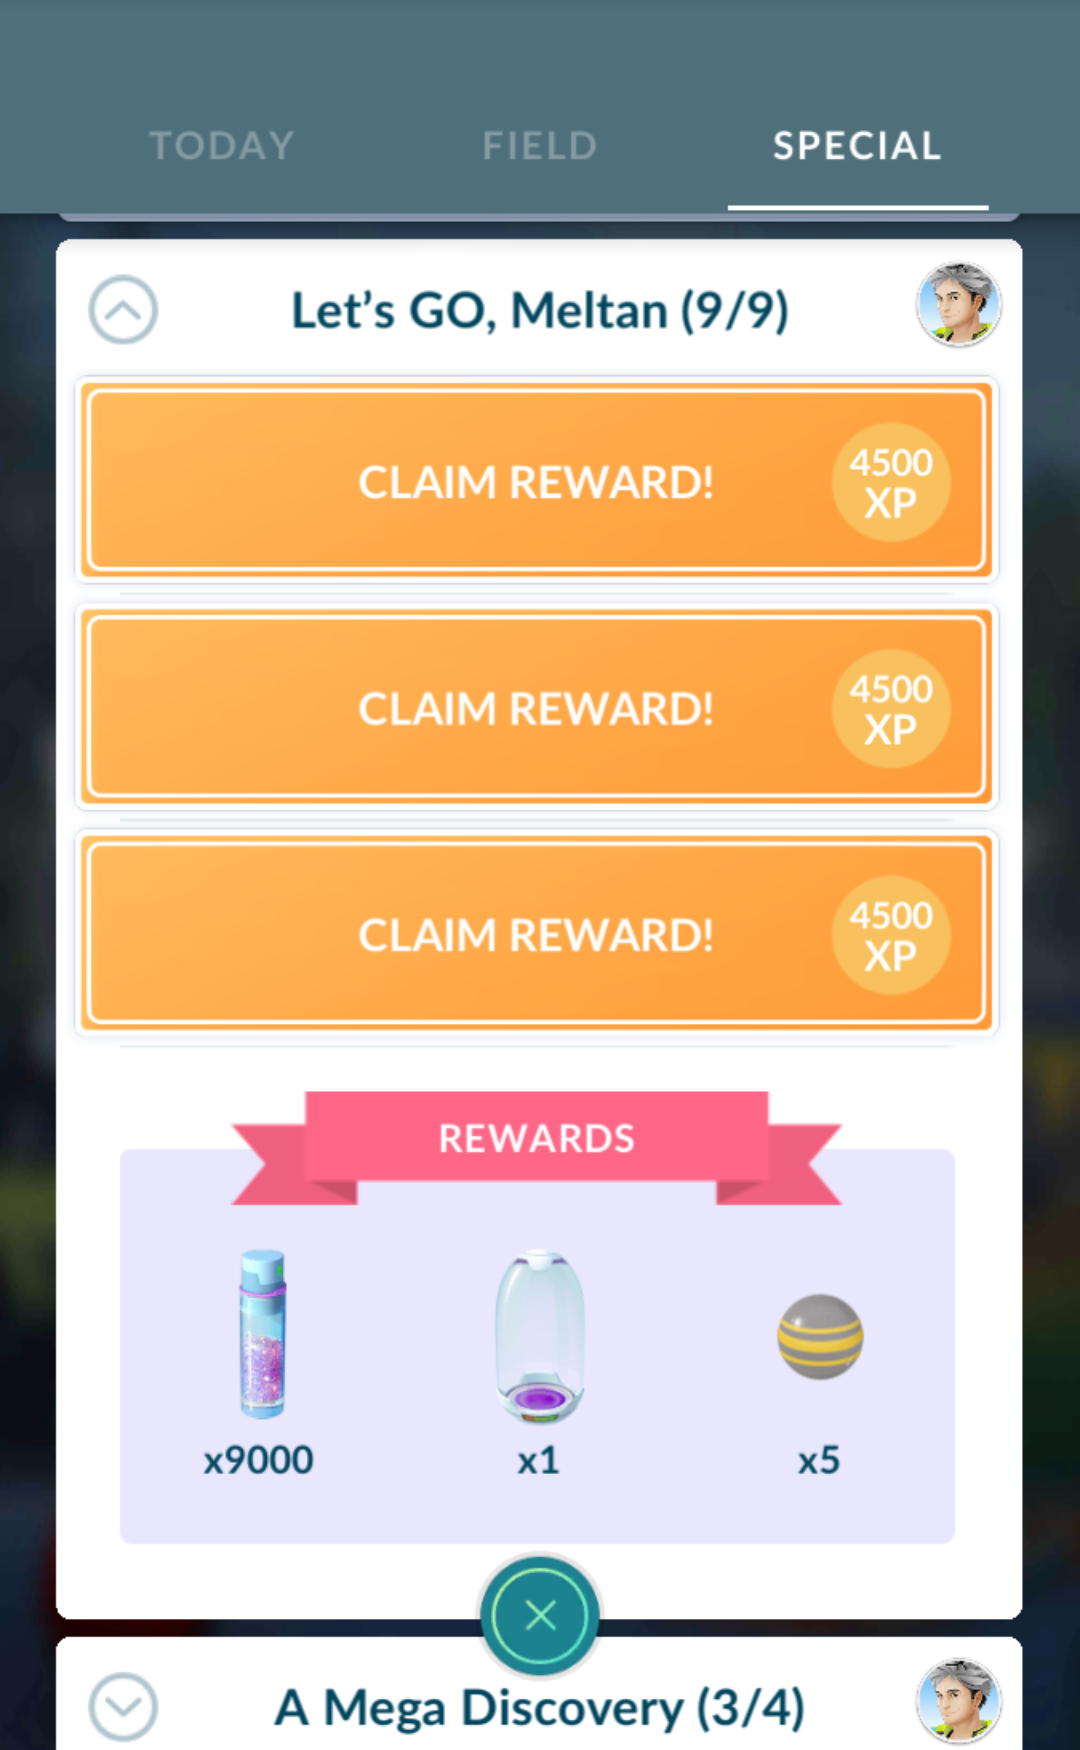 TODAY FIELD SPECIAL
Let's GO, Meltan (9/9)
CLAIM REWARD! 4500 XP
CLAIM REWARD! 4500 XP
CLAIM REWARD! 4500 XP
REWARDS
x9000 x1 x5
A Mega Discovery (3/4)